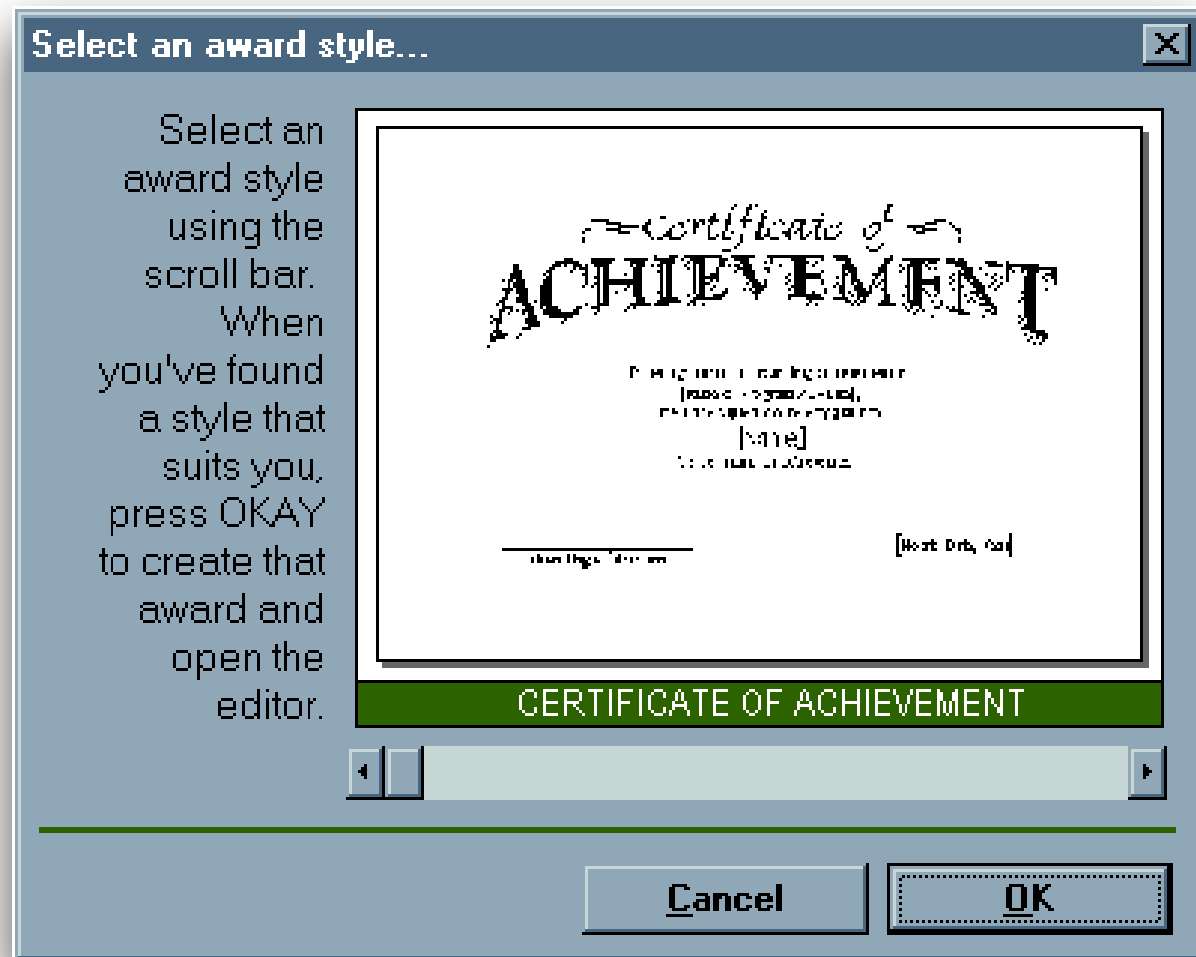 Select an award style...
Select an
award style
using the
scroll bar.
When
you've found
a style that
suits you,
press OKAY
to create that
award and
open the
editor.
Certificate of
ACHIEVEMENT
CERTIFICATE OF ACHIEVEMENT
Cancel
OK